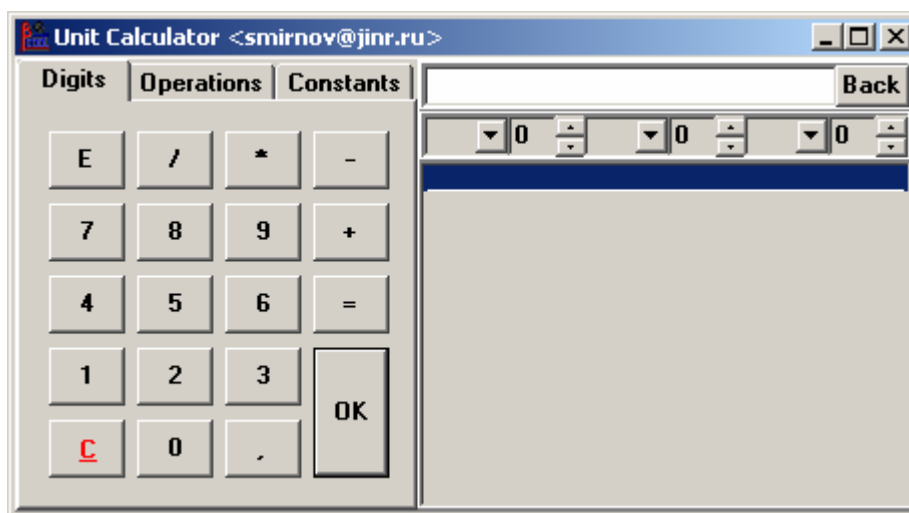 Unit Calculator <smirnov@jinr.ru>
Digits Operations Constants
Back
0 0 0
E / * -
7 8 9 +
4 5 6 =
1 2 3
OK
C 0 ,